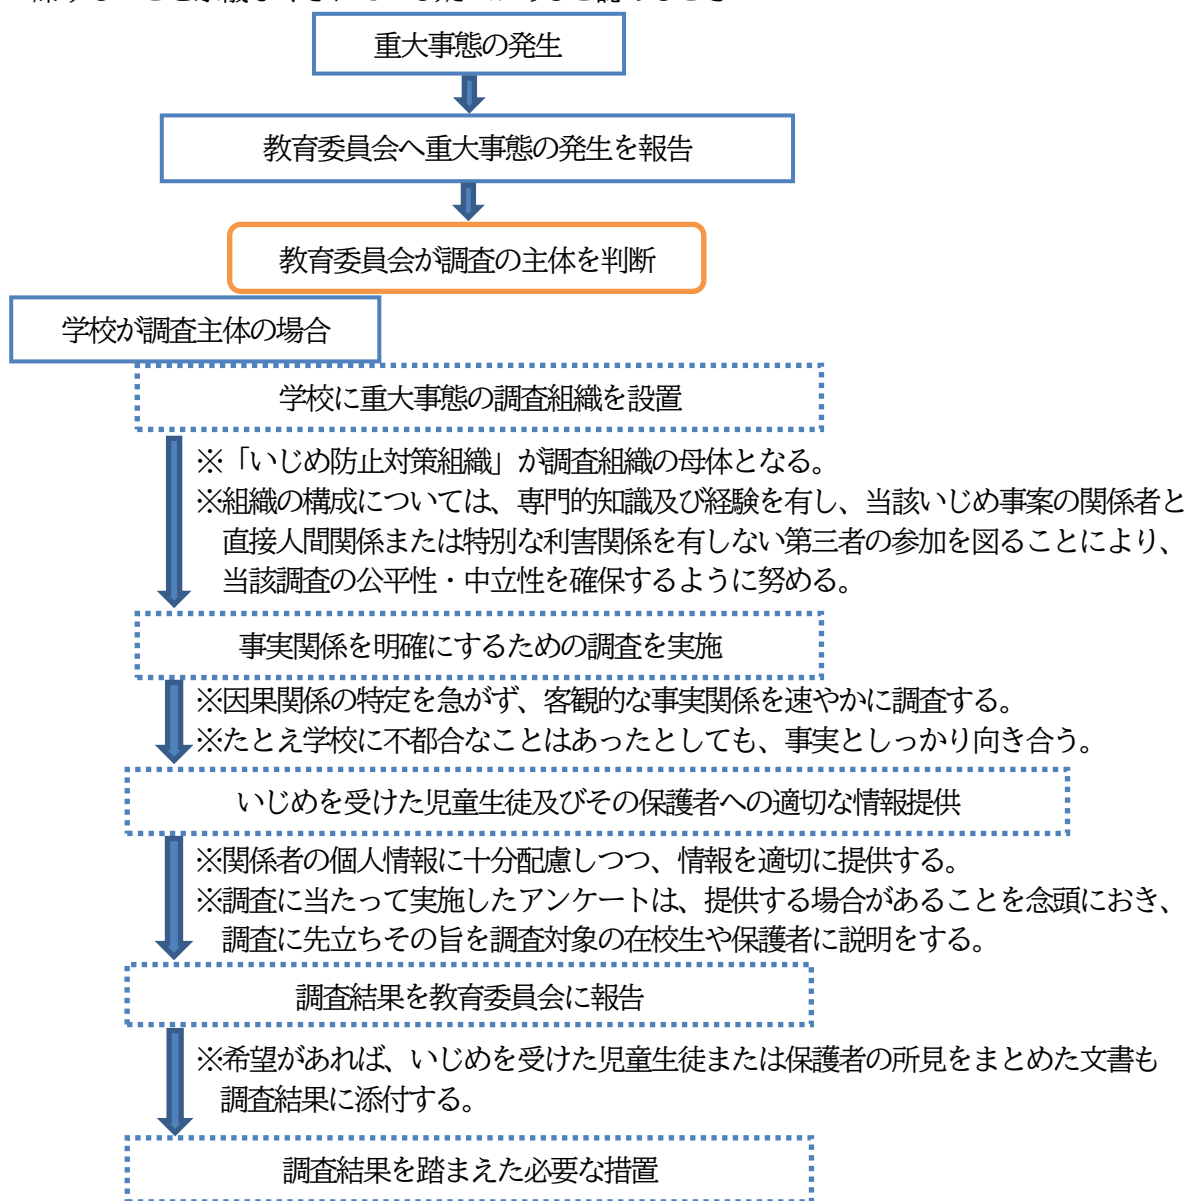 重大事態の発生
教育委員会へ重大事態の発生を報告
教育委員会が調査の主体を判断
学校が調査主体の場合
学校に重大事態の調査組織を設置
※「いじめ防止対策組織」が調査組織の母体となる。
※組織の構成については、専門的知識及び経験を有し、当該いじめ事案の関係者と
直接人間関係または特別な利害関係を有しない第三者の参加を図ることにより、
当該調査の公平性・中立性を確保するように努める。
事実関係を明確にするための調査を実施
※因果関係の特定を急がず、客観的な事実関係を速やかに調査する。
※たとえ学校に不都合なことはあったとしても、事実としっかり向き合う。
いじめを受けた児童生徒及びその保護者への適切な情報提供
※関係者の個人情報に十分配慮しつつ、情報を適切に提供する。
※調査に当たって実施したアンケートは、提供する場合があることを念頭におき、
調査に先立ちその旨を調査対象の在校生や保護者に説明をする。
調査結果を教育委員会に報告
※希望があれば、いじめを受けた児童生徒または保護者の所見をまとめた文書も
調査結果に添付する。
調査結果を踏まえた必要な措置